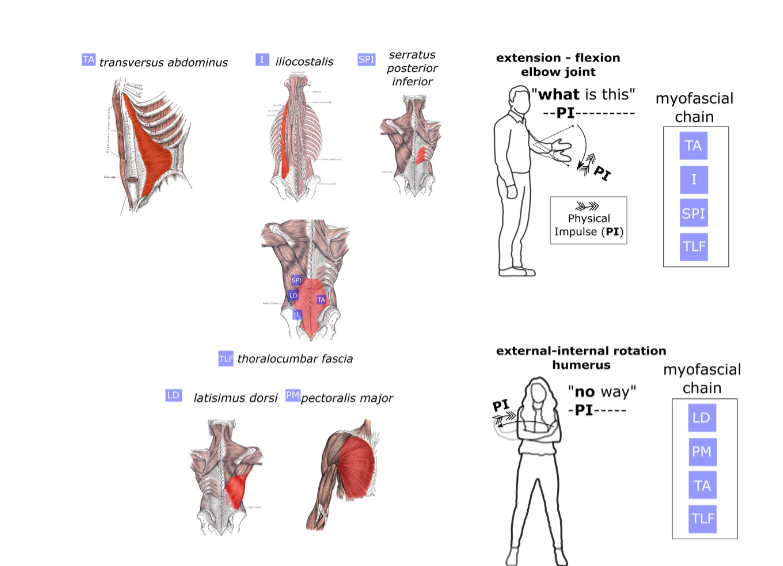 TA transversus abdominus
I iliocostalis
SPI serratus
posterior
inferior
SPI
LD
TA
I
TLF thoralocumbar fascia
LD latisimus dorsi
PM pectoralis major
extension - flexion
elbow joint
"what is this"
--PI---------
PI
Physical
Impulse (PI)
myofascial
chain
TA
I
SPI
TLF
external-internal rotation
humerus
"no way"
-PI-----
PI
myofascial
chain
LD
PM
TA
TLF